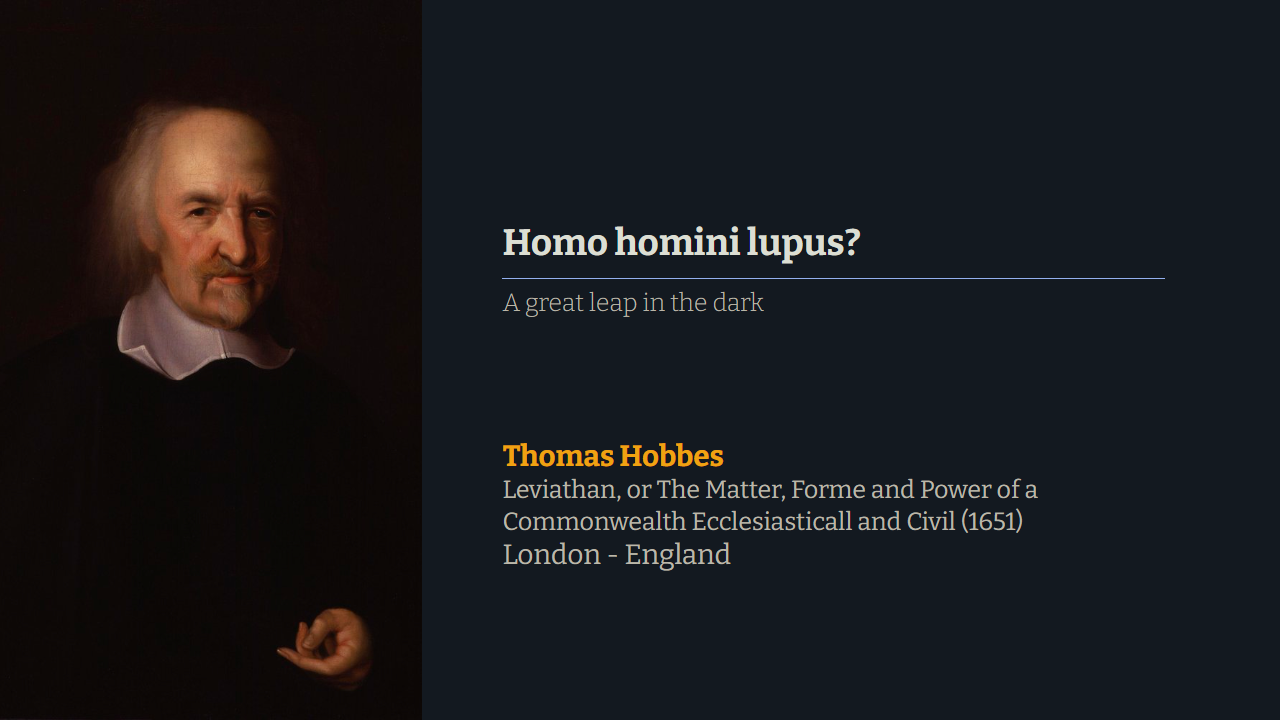 Homo homini lupus?
A great leap in the dark
Thomas Hobbes
Leviathan, or The Matter, Forme and Power of a
Commonwealth Ecclesiasticall and Civil (1651)
London - England